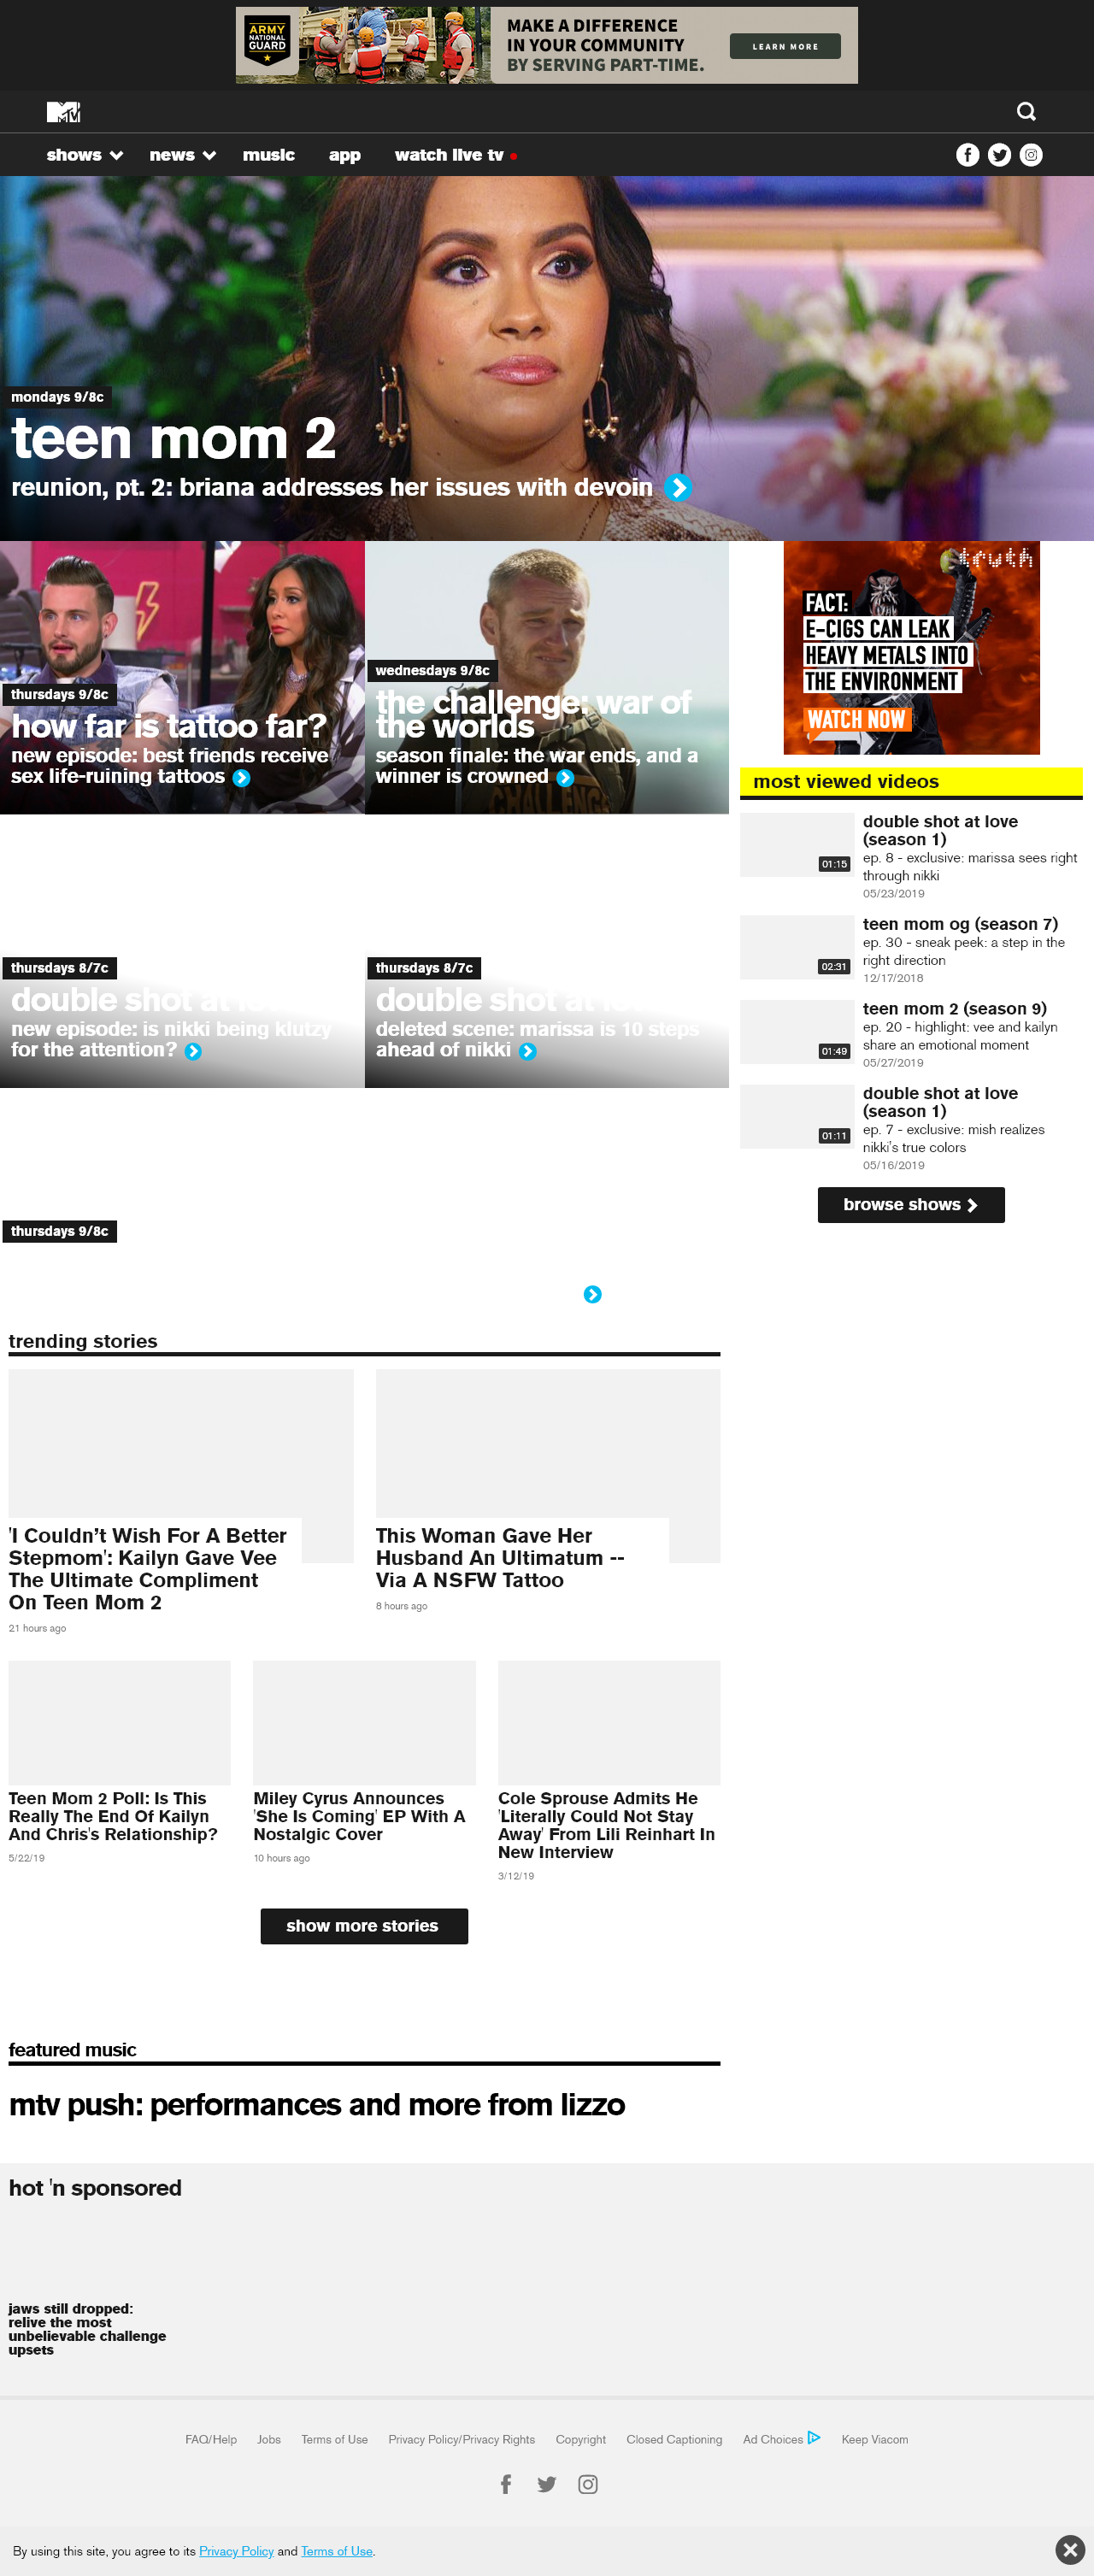 ARMY
NATIONAL
GUARD
MAKE A DIFFERENCE
IN YOUR COMMUNITY
BY SERVING PART-TIME.
LEARN MORE
MTV
shows
news
music
app
watch live tv
mondays 9/8c
teen mom 2
reunion, pt. 2: briana addresses her issues with devoin
thursdays 9/8c
how far is tattoo far?
new episode: best friends receive
sex life-ruining tattoos
wednesdays 9/8c
the challenge: war of
the worlds
season finale: the war ends, and a
winner is crowned
CHALLENGE
truth
FACT:
E-CIGS CAN LEAK
HEAVY METALS INTO
THE ENVIRONMENT
WATCH NOW
most viewed videos
01:15
double shot at love
(season 1)
ep. 8 - exclusive: marissa sees right
through nikki
05/23/2019
02:31
teen mom og (season 7)
ep. 30 - sneak peek: a step in the
right direction
12/17/2018
01:49
teen mom 2 (season 9)
ep. 20 - highlight: vee and kailyn
share an emotional moment
05/27/2019
01:11
double shot at love
(season 1)
ep. 7 - exclusive: mish realizes
nikki's true colors
05/16/2019
browse shows
thursdays 8/7c
double shot at love
new episode: is nikki being klutzy
for the attention?
thursdays 8/7c
double shot at love
deleted scene: marissa is 10 steps
ahead of nikki
thursdays 9/8c
trending stories
'I Couldn’t Wish For A Better
Stepmom': Kailyn Gave Vee
The Ultimate Compliment
On Teen Mom 2
21 hours ago
This Woman Gave Her
Husband An Ultimatum --
Via A NSFW Tattoo
8 hours ago
Teen Mom 2 Poll: Is This
Really The End Of Kailyn
And Chris's Relationship?
5/22/19
Miley Cyrus Announces
'She Is Coming' EP With A
Nostalgic Cover
10 hours ago
Cole Sprouse Admits He
'Literally Could Not Stay
Away' From Lili Reinhart In
New Interview
3/12/19
show more stories
featured music
mtv push: performances and more from lizzo
hot 'n sponsored
jaws still dropped:
relive the most
unbelievable challenge
upsets
FAQ/Help
Jobs
Terms of Use
Privacy Policy/Privacy Rights
Copyright
Closed Captioning
Ad Choices
Keep Viacom
By using this site, you agree to its Privacy Policy and Terms of Use.